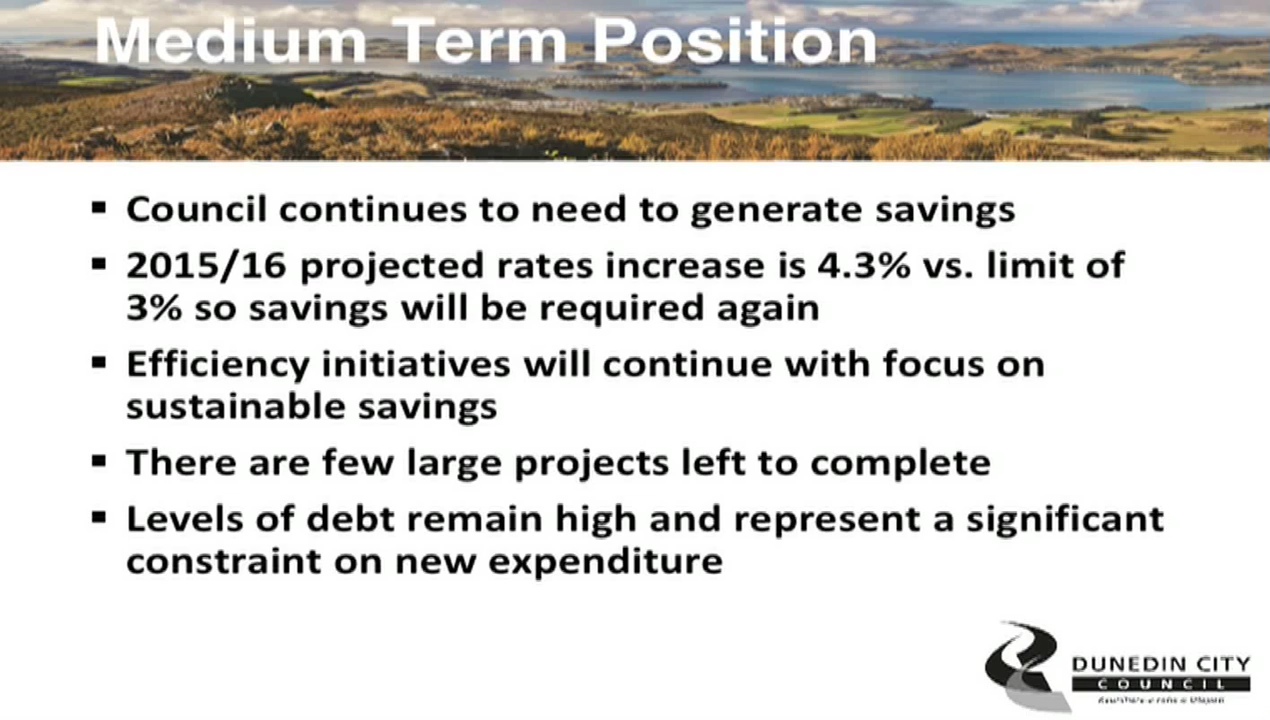 Medium Term Position
▪ Council continues to need to generate savings
▪ 2015/16 projected rates increase is 4.3% vs. limit of
3% so savings will be required again
▪ Efficiency initiatives will continue with focus on
sustainable savings
▪ There are few large projects left to complete
▪ Levels of debt remain high and represent a significant
constraint on new expenditure
DUNEDIN CITY
COUNCIL